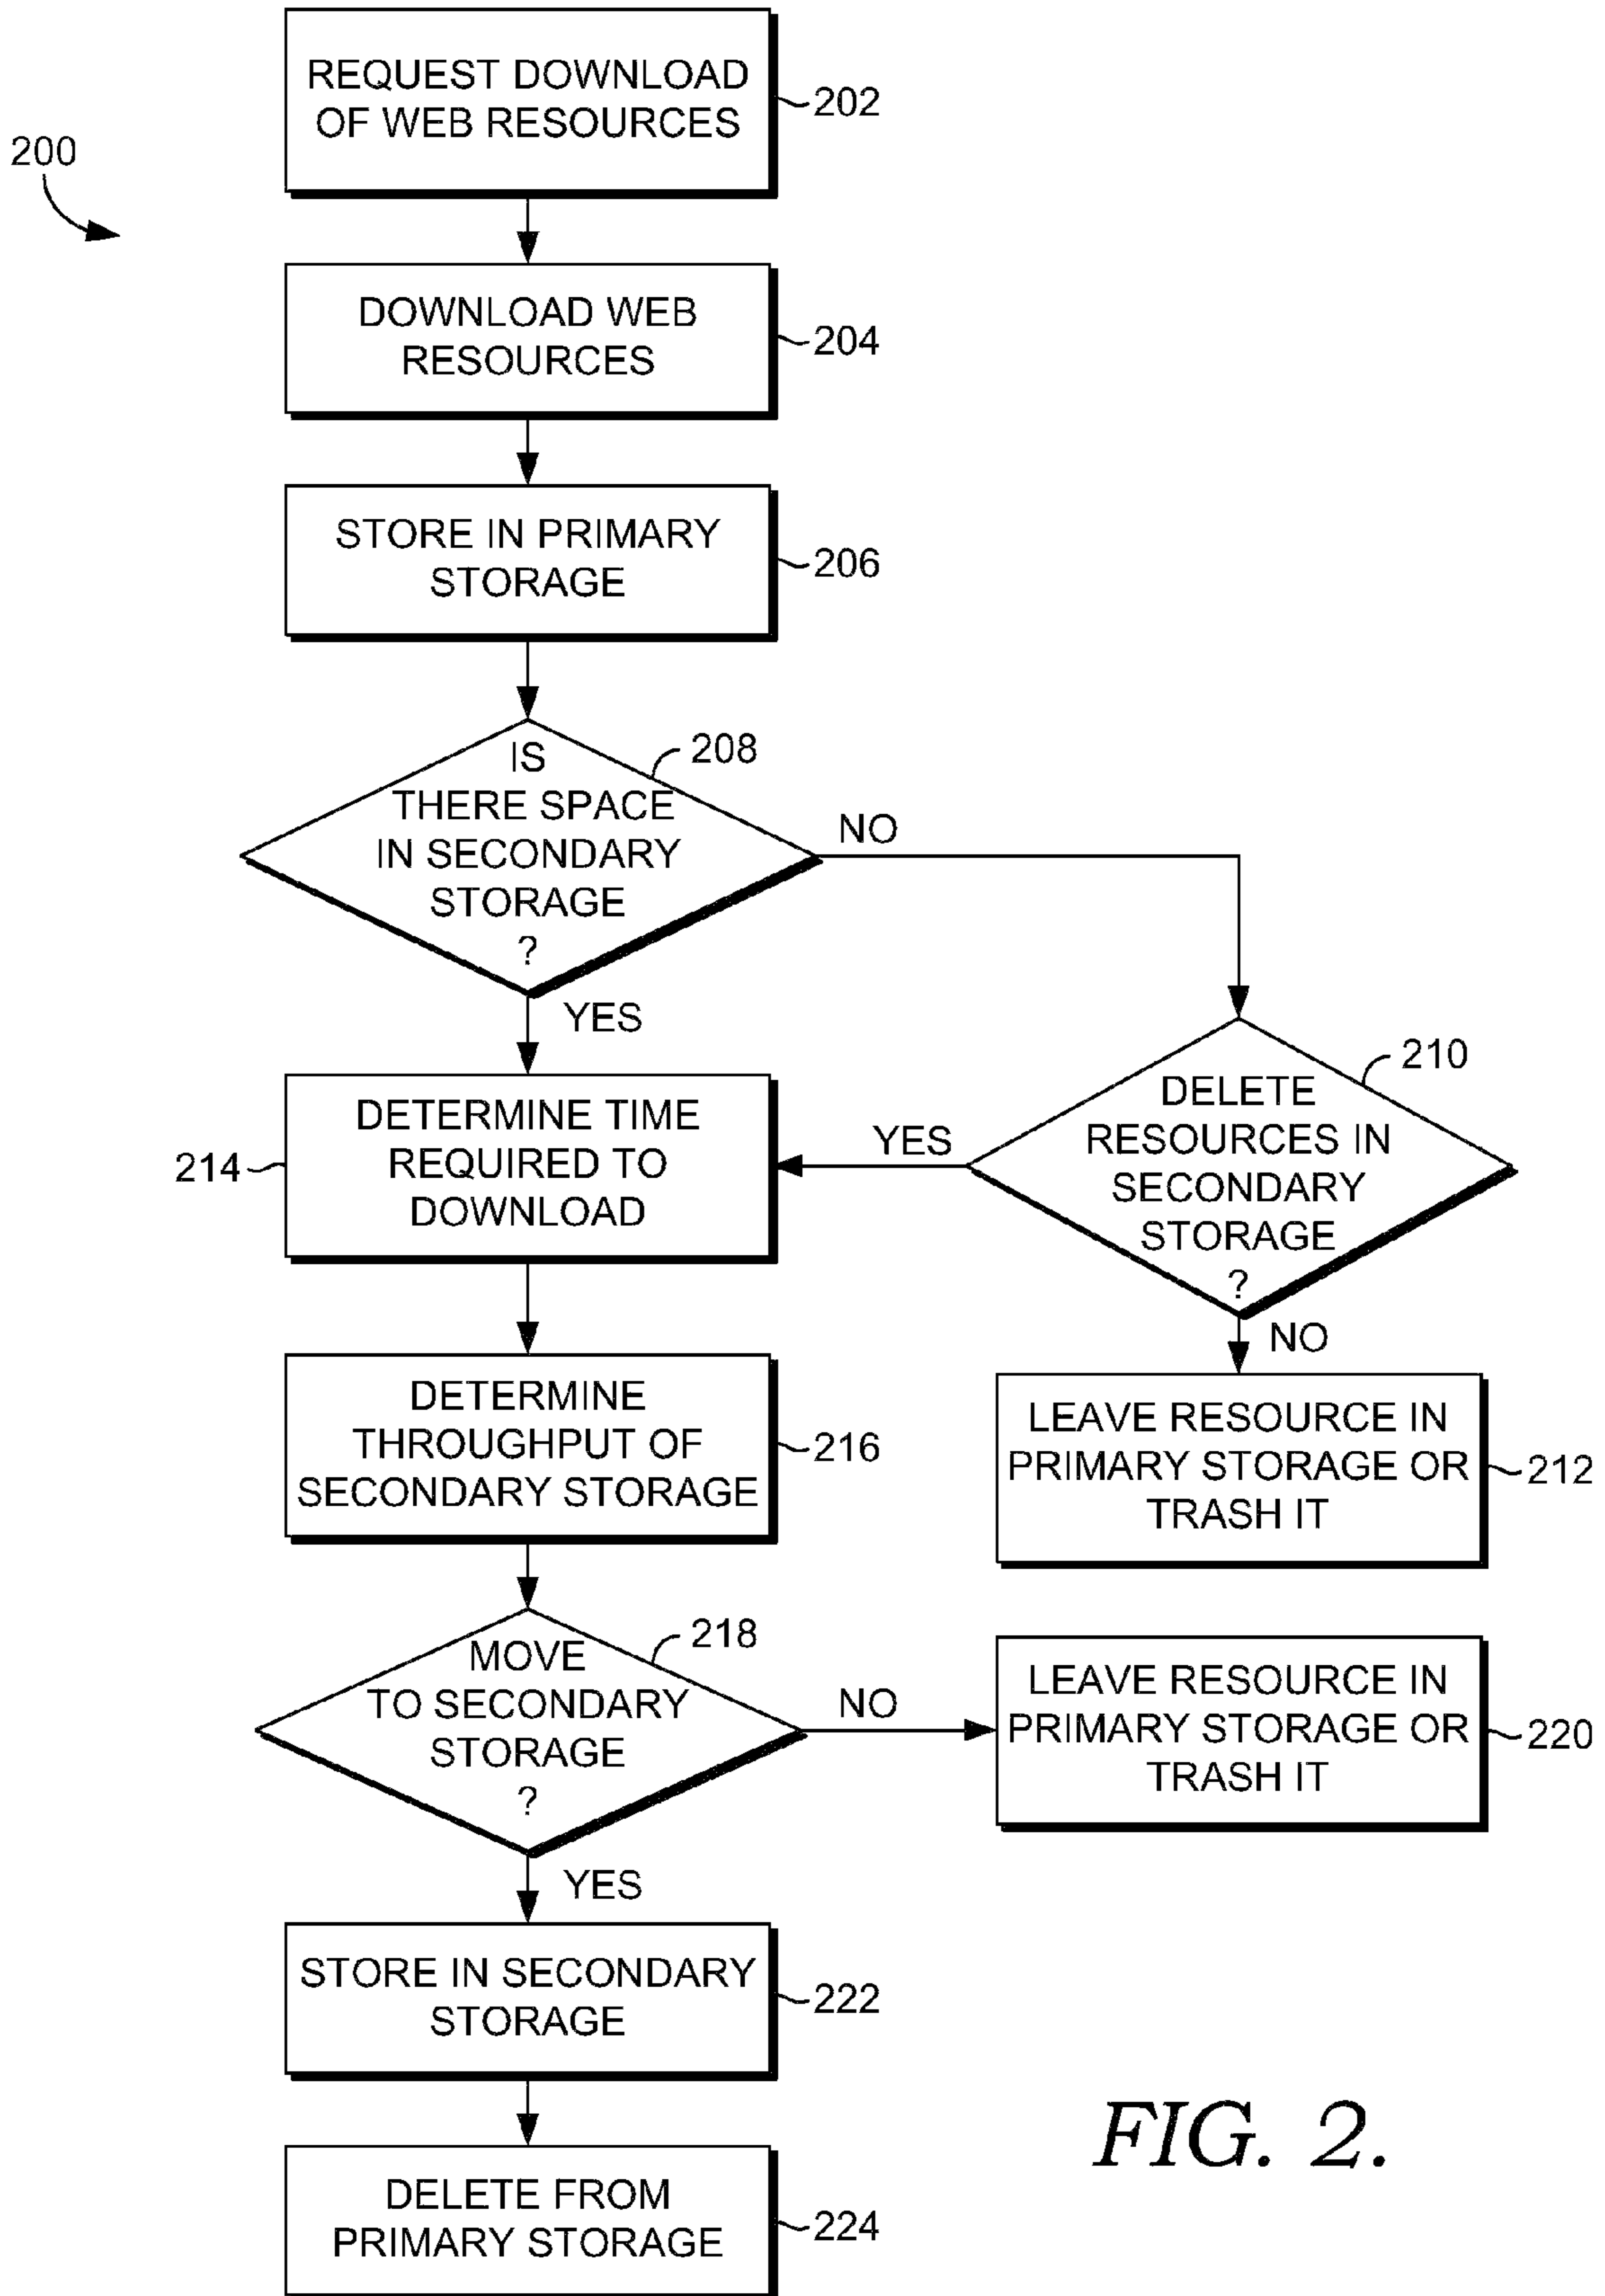 200
REQUEST DOWNLOAD
OF WEB RESOURCES
202
DOWNLOAD WEB
RESOURCES
204
STORE IN PRIMARY
STORAGE
206
IS
THERE SPACE
IN SECONDARY
STORAGE
?
208
NO
YES
DELETE
RESOURCES IN
SECONDARY
STORAGE
?
210
YES
NO
LEAVE RESOURCE IN
PRIMARY STORAGE OR
TRASH IT
212
DETERMINE TIME
REQUIRED TO
DOWNLOAD
214
DETERMINE
THROUGHPUT OF
SECONDARY STORAGE
216
MOVE
TO SECONDARY
STORAGE
?
218
NO
LEAVE RESOURCE IN
PRIMARY STORAGE OR
TRASH IT
220
YES
STORE IN SECONDARY
STORAGE
222
DELETE FROM
PRIMARY STORAGE
224
FIG. 2.